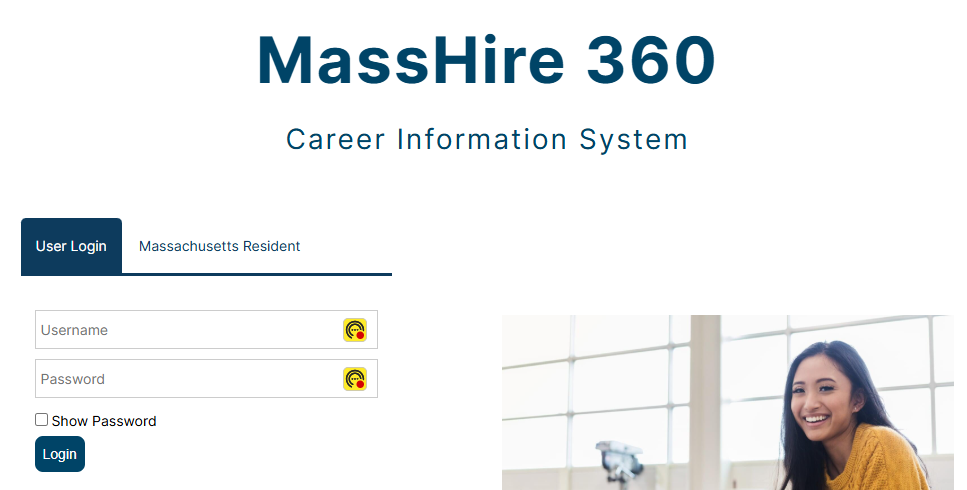 MassHire 360
Career Information System
User Login
Massachusetts Resident
Username
Password
Show Password
Login